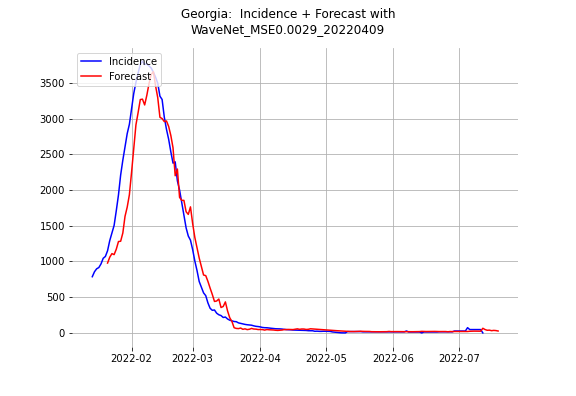 Georgia:  Incidence + Forecast with
WaveNet_MSE0.0029_20220409
Incidence
Forecast
3500
3000
2500
2000
1500
1000
500
0
2022-02 2022-03 2022-04 2022-05 2022-06 2022-07